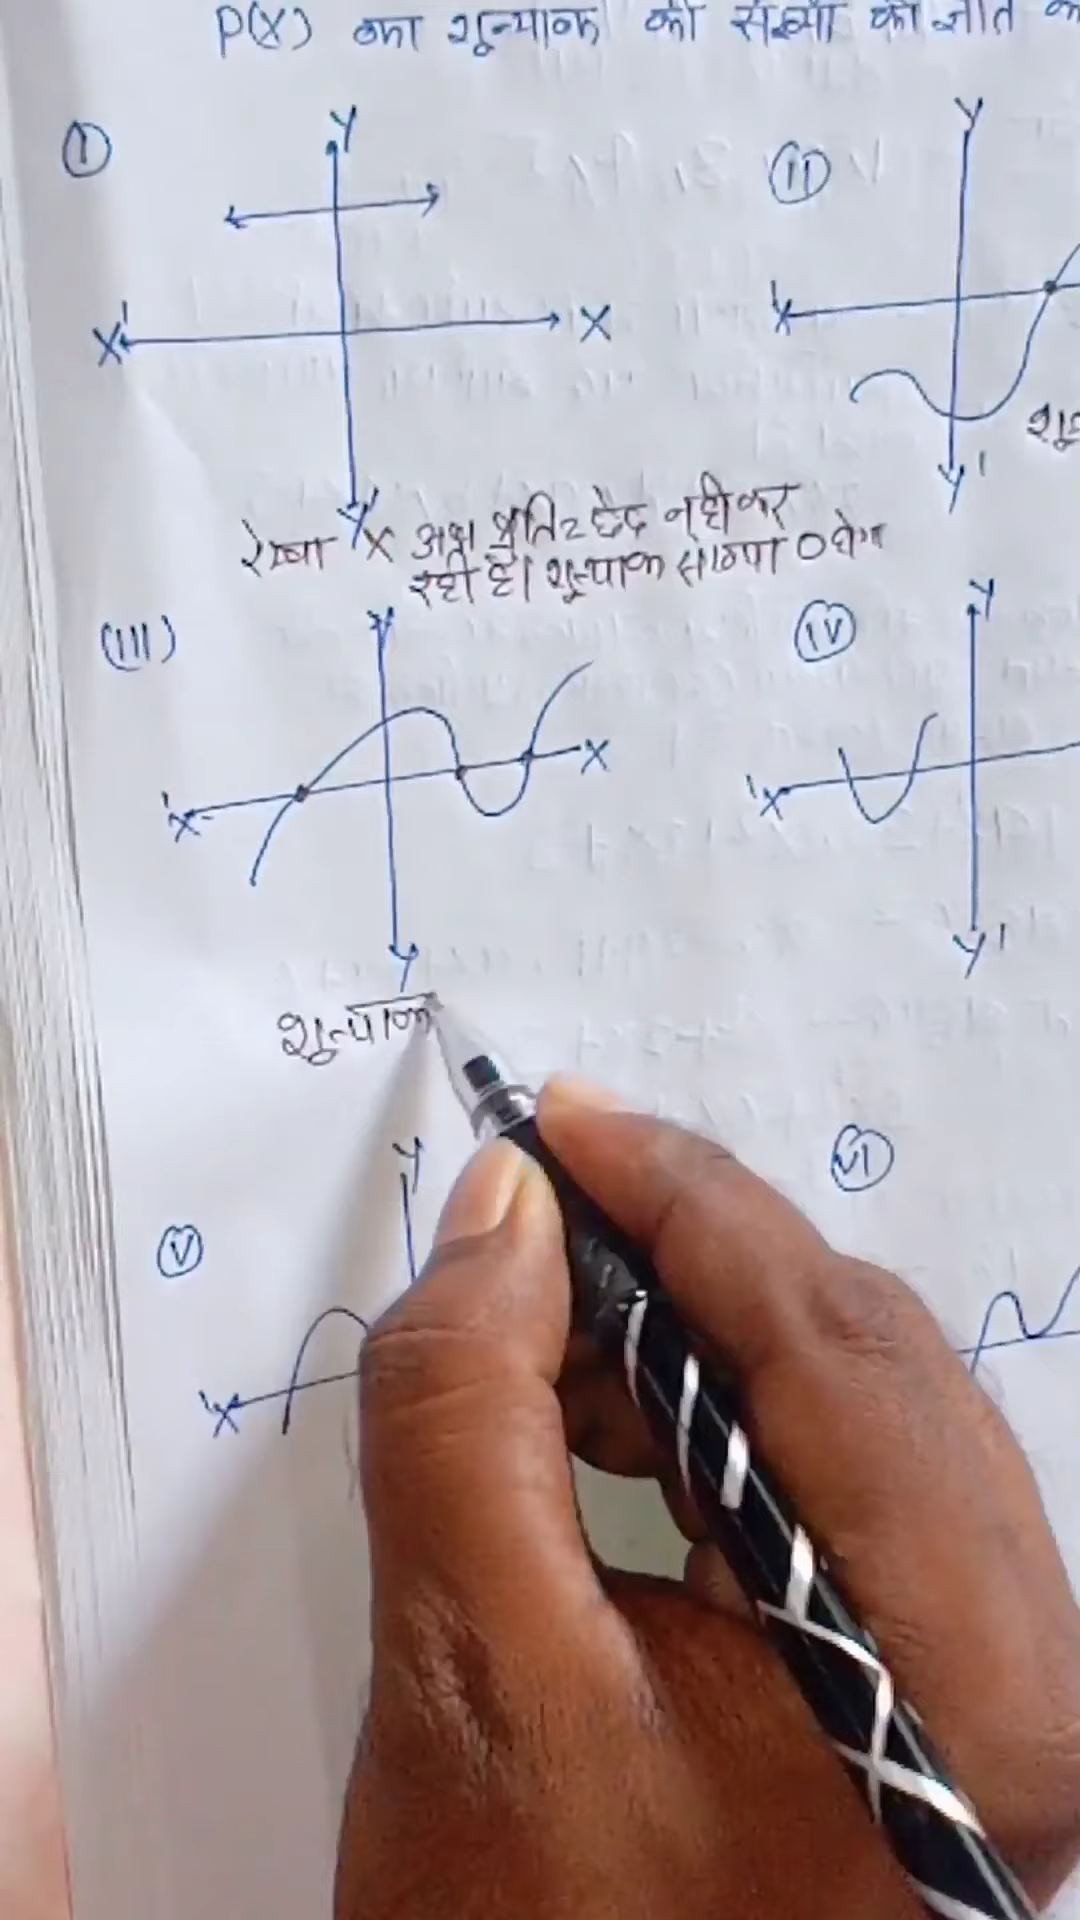 P(X) का शून्यांक की संख्या को ज्ञात
I
Y
X' X
Y'
रेखा X अक्ष प्रतिच्छेद नही कर
रही है। शून्यांक संख्या 0 होगा
II
Y
X'
Y'
(III)
Y
X' X
Y
शून्यांक
IV
Y
X'
Y'
V
Y
X'
VI